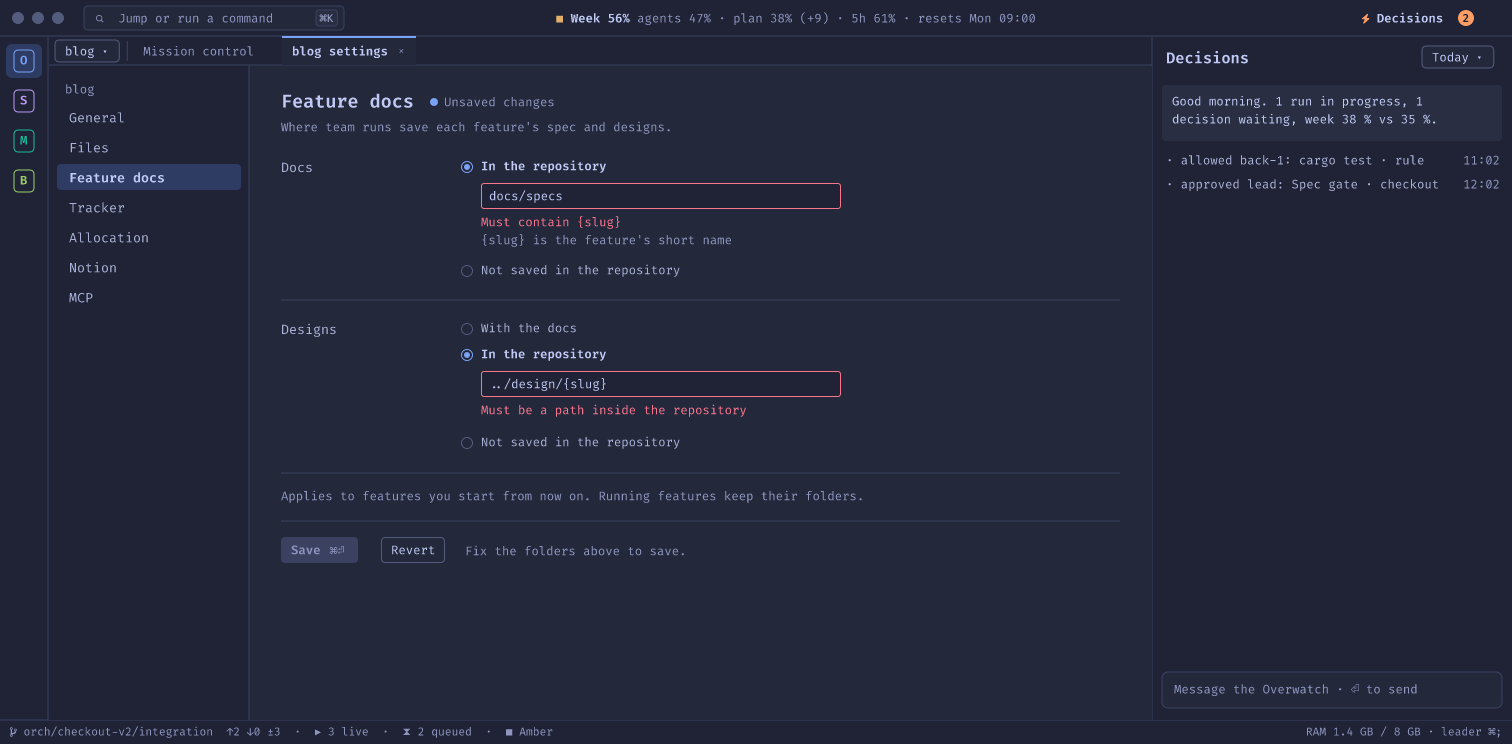 Jump or run a command ⌘K
■ Week 56% agents 47% · plan 38% (+9) · 5h 61% · resets Mon 09:00
Decisions 2
O
S
M
B
blog ·
Mission control
blog settings ×
blog
General
Files
Feature docs
Tracker
Allocation
Notion
MCP
Feature docs ● Unsaved changes
Where team runs save each feature's spec and designs.
Docs
In the repository
docs/specs
Must contain {slug}
{slug} is the feature's short name
Not saved in the repository
Designs
With the docs
In the repository
../design/{slug}
Must be a path inside the repository
Not saved in the repository
Applies to features you start from now on. Running features keep their folders.
Save ⌘⏎
Revert
Fix the folders above to save.
Decisions
Today ·
Good morning. 1 run in progress, 1
decision waiting, week 38 % vs 35 %.
· allowed back-1: cargo test · rule 11:02
· approved lead: Spec gate · checkout 12:02
Message the Overwatch · ⏎ to send
orch/checkout-v2/integration ↑2 ↓0 ±3 · ▶ 3 live · ⧗ 2 queued · ■ Amber
RAM 1.4 GB / 8 GB · leader ⌘;